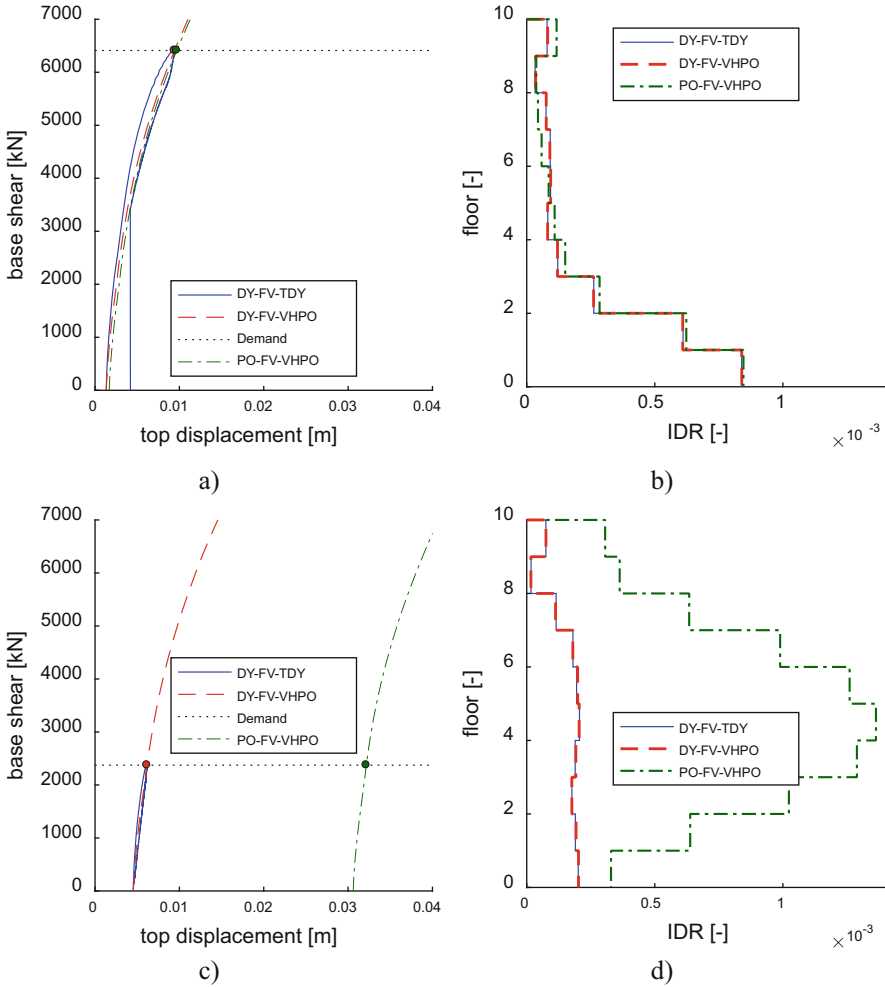 7000
6000
5000
4000
3000
2000
1000
0
base shear [kN]
DY-FV-TDY
DY-FV-VHPO
Demand
PO-FV-VHPO
0 0.01 0.02 0.03 0.04
top displacement [m]
a)
10
8
6
4
2
0
floor [-]
DY-FV-TDY
DY-FV-VHPO
PO-FV-VHPO
0 0.5 1
IDR [-]
× 10 -3
b)
7000
6000
5000
4000
3000
2000
1000
0
base shear [kN]
DY-FV-TDY
DY-FV-VHPO
Demand
PO-FV-VHPO
0 0.01 0.02 0.03 0.04
top displacement [m]
c)
10
8
6
4
2
0
floor [-]
DY-FV-TDY
DY-FV-VHPO
PO-FV-VHPO
0 0.5 1
IDR [-]
× 10 -3
d)